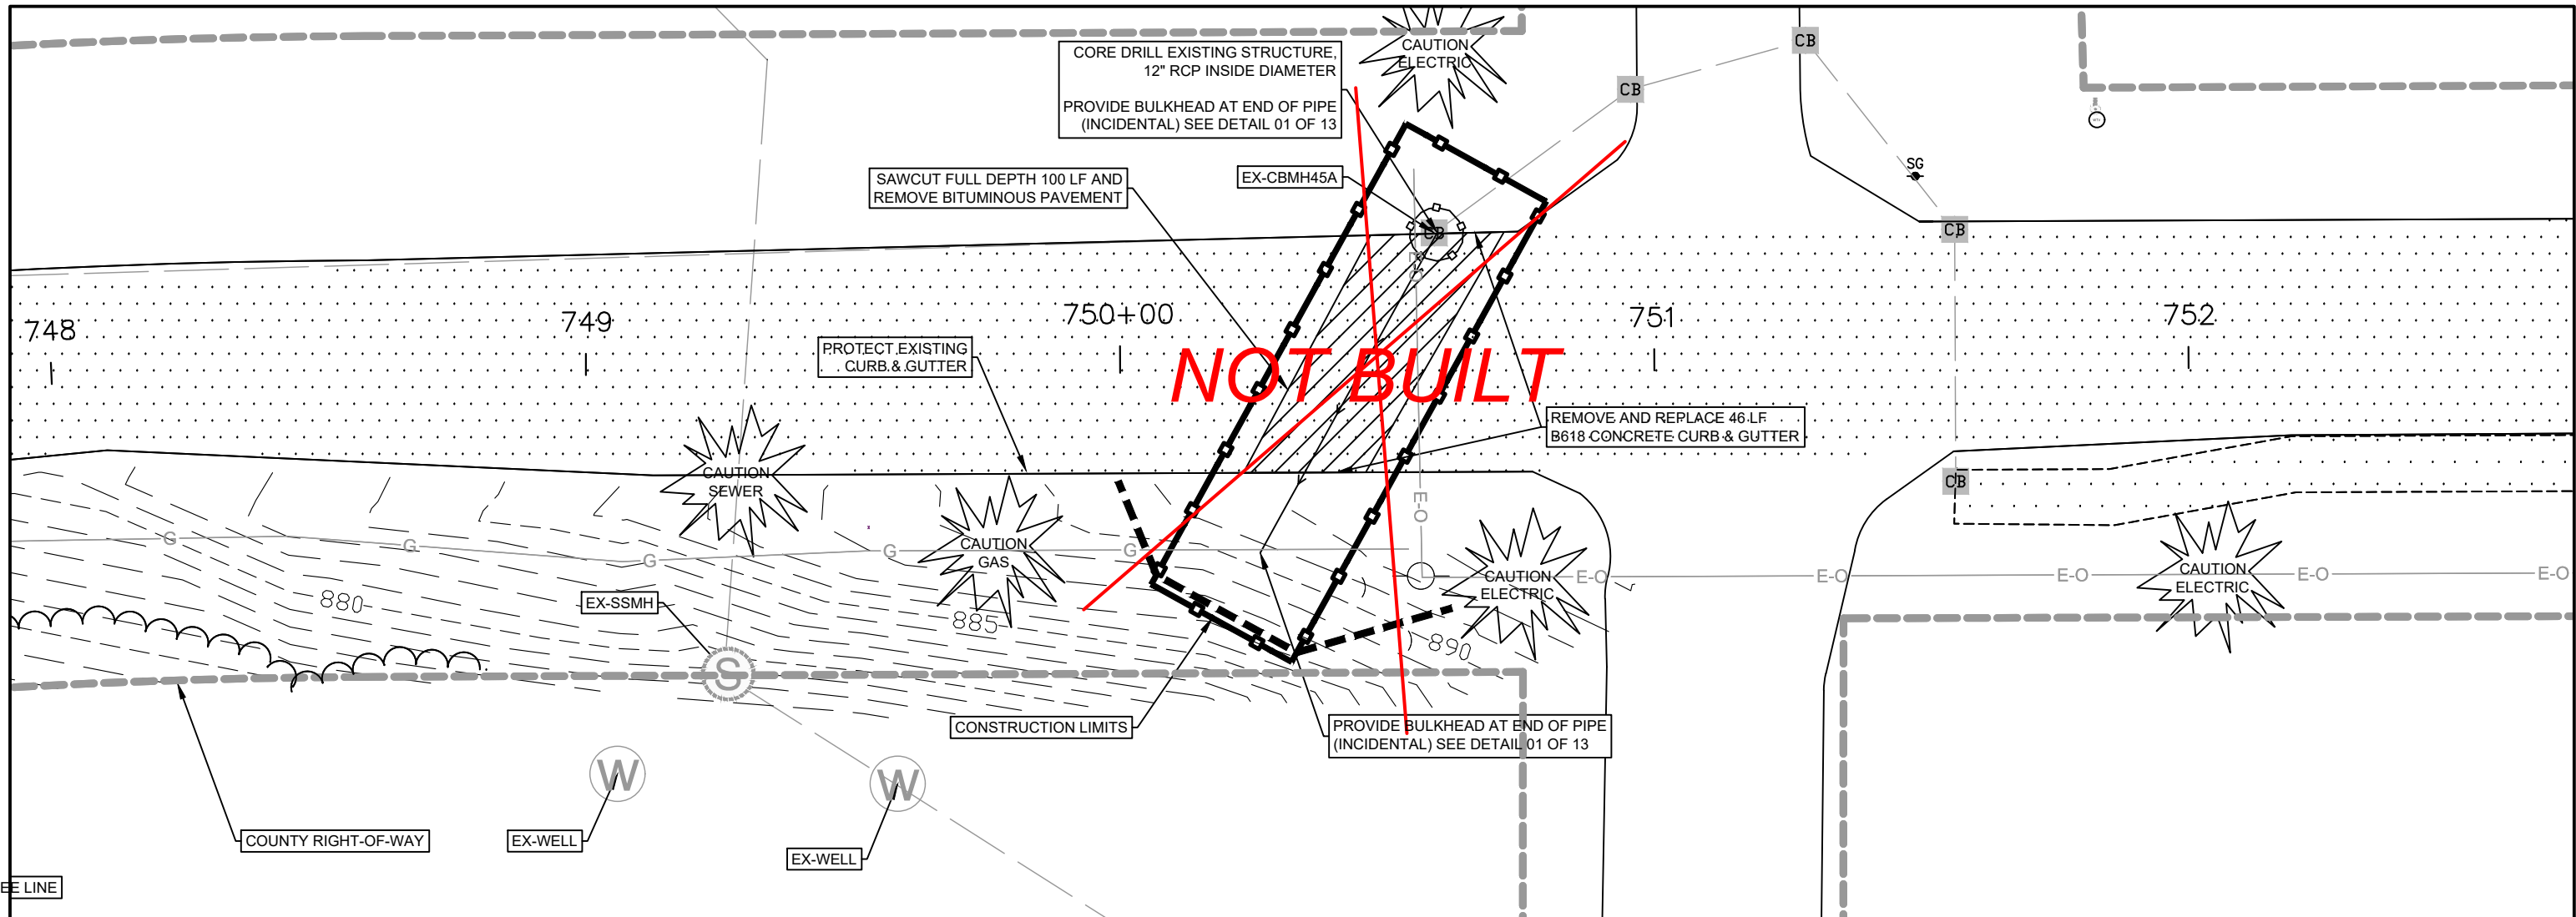 CAUTION
ELECTRIC
CORE DRILL EXISTING STRUCTURE,
12" RCP INSIDE DIAMETER
PROVIDE BULKHEAD AT END OF PIPE
(INCIDENTAL) SEE DETAIL 01 OF 13
CB
CB
SG
SAWCUT FULL DEPTH 100 LF AND
REMOVE BITUMINOUS PAVEMENT
EX-CBMH45A
CB
CB
748
749
750+00
751
752
PROTECT EXISTING
CURB & GUTTER
NOT BUILT
REMOVE AND REPLACE 46 LF
B618 CONCRETE CURB & GUTTER
CAUTION
SEWER
CB
E-O
G
G
G
G
G
CAUTION
GAS
CAUTION
ELECTRIC
E-O
E-O
E-O
E-O
E-O
CAUTION
ELECTRIC
880
EX-SSMH
885
890
S
CONSTRUCTION LIMITS
PROVIDE BULKHEAD AT END OF PIPE
(INCIDENTAL) SEE DETAIL 01 OF 13
W
W
COUNTY RIGHT-OF-WAY
EX-WELL
EX-WELL
EE LINE